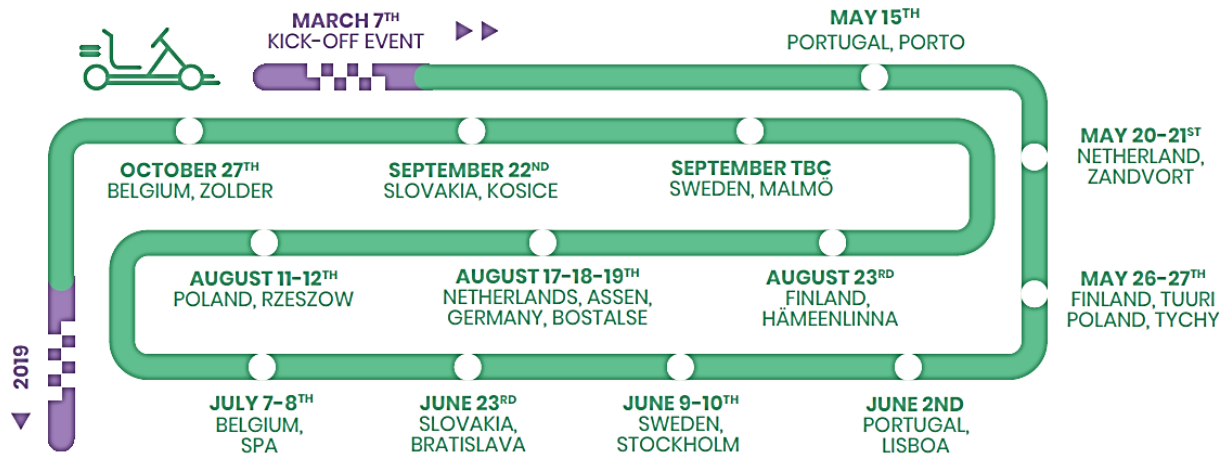 MARCH 7TH
KICK-OFF EVENT
MAY 15TH
PORTUGAL, PORTO
MAY 20-21ST
NETHERLAND,
ZANDVORT
MAY 26-27TH
FINLAND, TUURI
POLAND, TYCHY
JUNE 2ND
PORTUGAL,
LISBOA
JUNE 9-10TH
SWEDEN,
STOCKHOLM
JUNE 23RD
SLOVAKIA,
BRATISLAVA
JULY 7-8TH
BELGIUM,
SPA
AUGUST 11-12TH
POLAND, RZESZOW
AUGUST 17-18-19TH
NETHERLANDS, ASSEN,
GERMANY, BOSTALSE
AUGUST 23RD
FINLAND,
HÄMEENLINNA
SEPTEMBER TBC
SWEDEN, MALMÖ
SEPTEMBER 22ND
SLOVAKIA, KOSICE
OCTOBER 27TH
BELGIUM, ZOLDER
2019